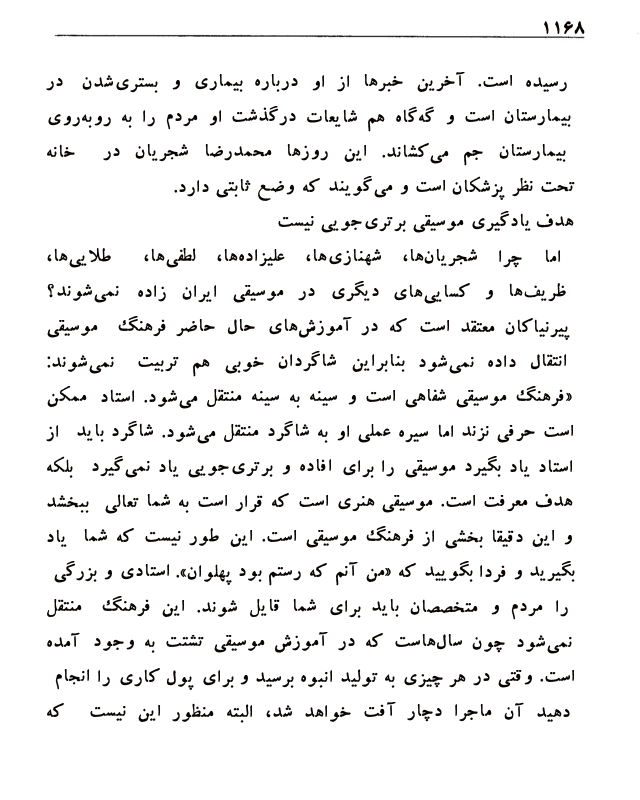 ۱۱۶۸
رسیده است. آخرین خبرها از او درباره بیماری و بستری‌شدن در
بیمارستان است و گه‌گاه هم شایعات درگذشت او مردم را به روبه‌روی
بیمارستان جم می‌کشاند. این روزها محمدرضا شجریان در خانه
تحت نظر پزشکان است و می‌گویند که وضع ثابتی دارد.
هدف یادگیری موسیقی برتری‌جویی نیست
اما چرا شجریان‌ها، شهنازی‌ها، علیزاده‌ها، لطفی‌ها، طلایی‌ها،
ظریف‌ها و کسایی‌های دیگری در موسیقی ایران زاده نمی‌شوند؟
پیرنیاکان معتقد است که در آموزش‌های حال حاضر فرهنگ موسیقی
انتقال داده نمی‌شود بنابراین شاگردان خوبی هم تربیت نمی‌شوند:
«فرهنگ موسیقی شفاهی است و سینه به سینه منتقل می‌شود. استاد ممکن
است حرفی نزند اما سیره عملی او به شاگرد منتقل می‌شود. شاگرد باید از
استاد یاد بگیرد موسیقی را برای افاده و برتری‌جویی یاد نمی‌گیرد بلکه
هدف معرفت است. موسیقی هنری است که قرار است به شما تعالی ببخشد
و این دقیقا بخشی از فرهنگ موسیقی است. این طور نیست که شما یاد
بگیرید و فردا بگویید که «من آنم که رستم بود پهلوان». استادی و بزرگی
را مردم و متخصصان باید برای شما قایل شوند. این فرهنگ منتقل
نمی‌شود چون سال‌هاست که در آموزش موسیقی تشتت به وجود آمده
است. وقتی در هر چیزی به تولید انبوه برسید و برای پول کاری را انجام
دهید آن ماجرا دچار آفت خواهد شد، البته منظور این نیست که